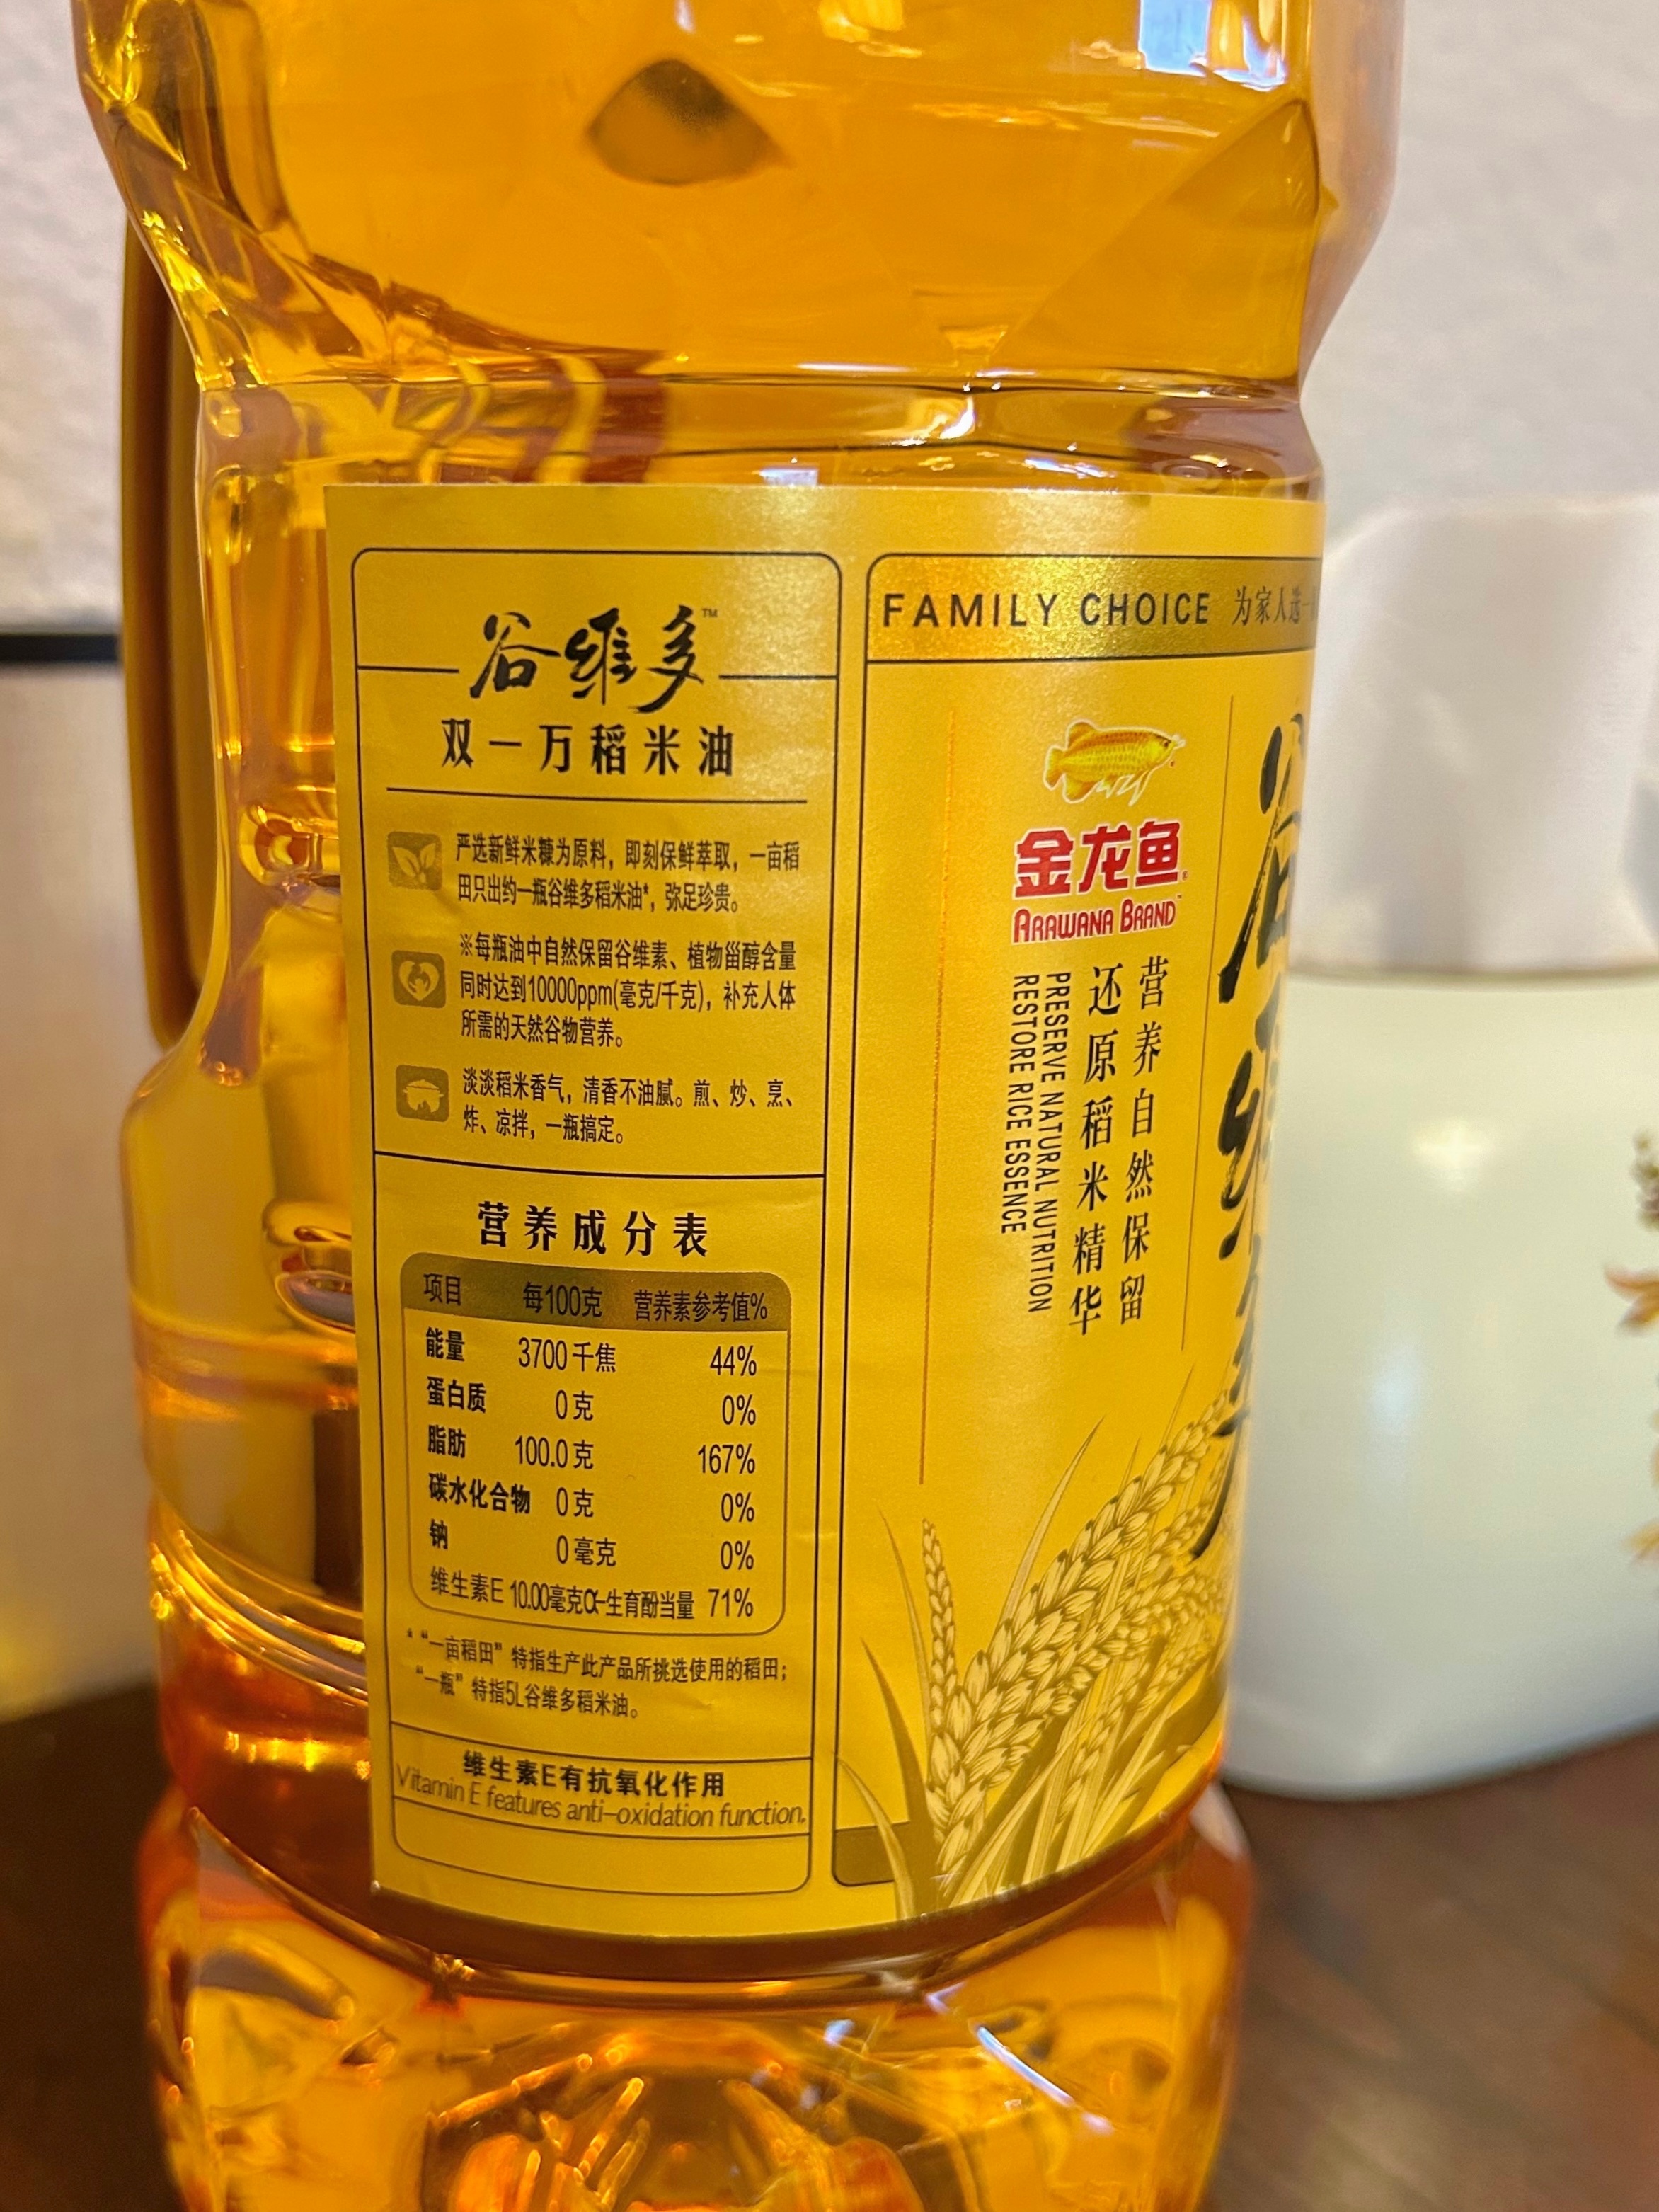 谷维多™
双一万稻米油
严选新鲜米糠为原料，即刻保鲜萃取，一亩稻
田只出约一瓶谷维多稻米油*，弥足珍贵。
※每瓶油中自然保留谷维素、植物甾醇含量
同时达到10000ppm(毫克/千克)，补充人体
所需的天然谷物营养。
淡淡稻米香气，清香不油腻。煎、炒、烹、
炸、凉拌，一瓶搞定。
营养成分表
项目 每100克 营养素参考值%
能量 3700千焦 44%
蛋白质 0克 0%
脂肪 100.0克 167%
碳水化合物 0克 0%
钠 0毫克 0%
维生素E 10.00毫克α-生育酚当量 71%
*“一亩稻田”特指生产此产品所挑选使用的稻田；
“一瓶”特指5L谷维多稻米油。
维生素E有抗氧化作用
Vitamin E features anti-oxidation function.
FAMILY CHOICE 为家人选一
金龙鱼
ARAWANA BRAND™
营养自然保留
还原稻米精华
PRESERVE NATURAL NUTRITION
RESTORE RICE ESSENCE
谷维多